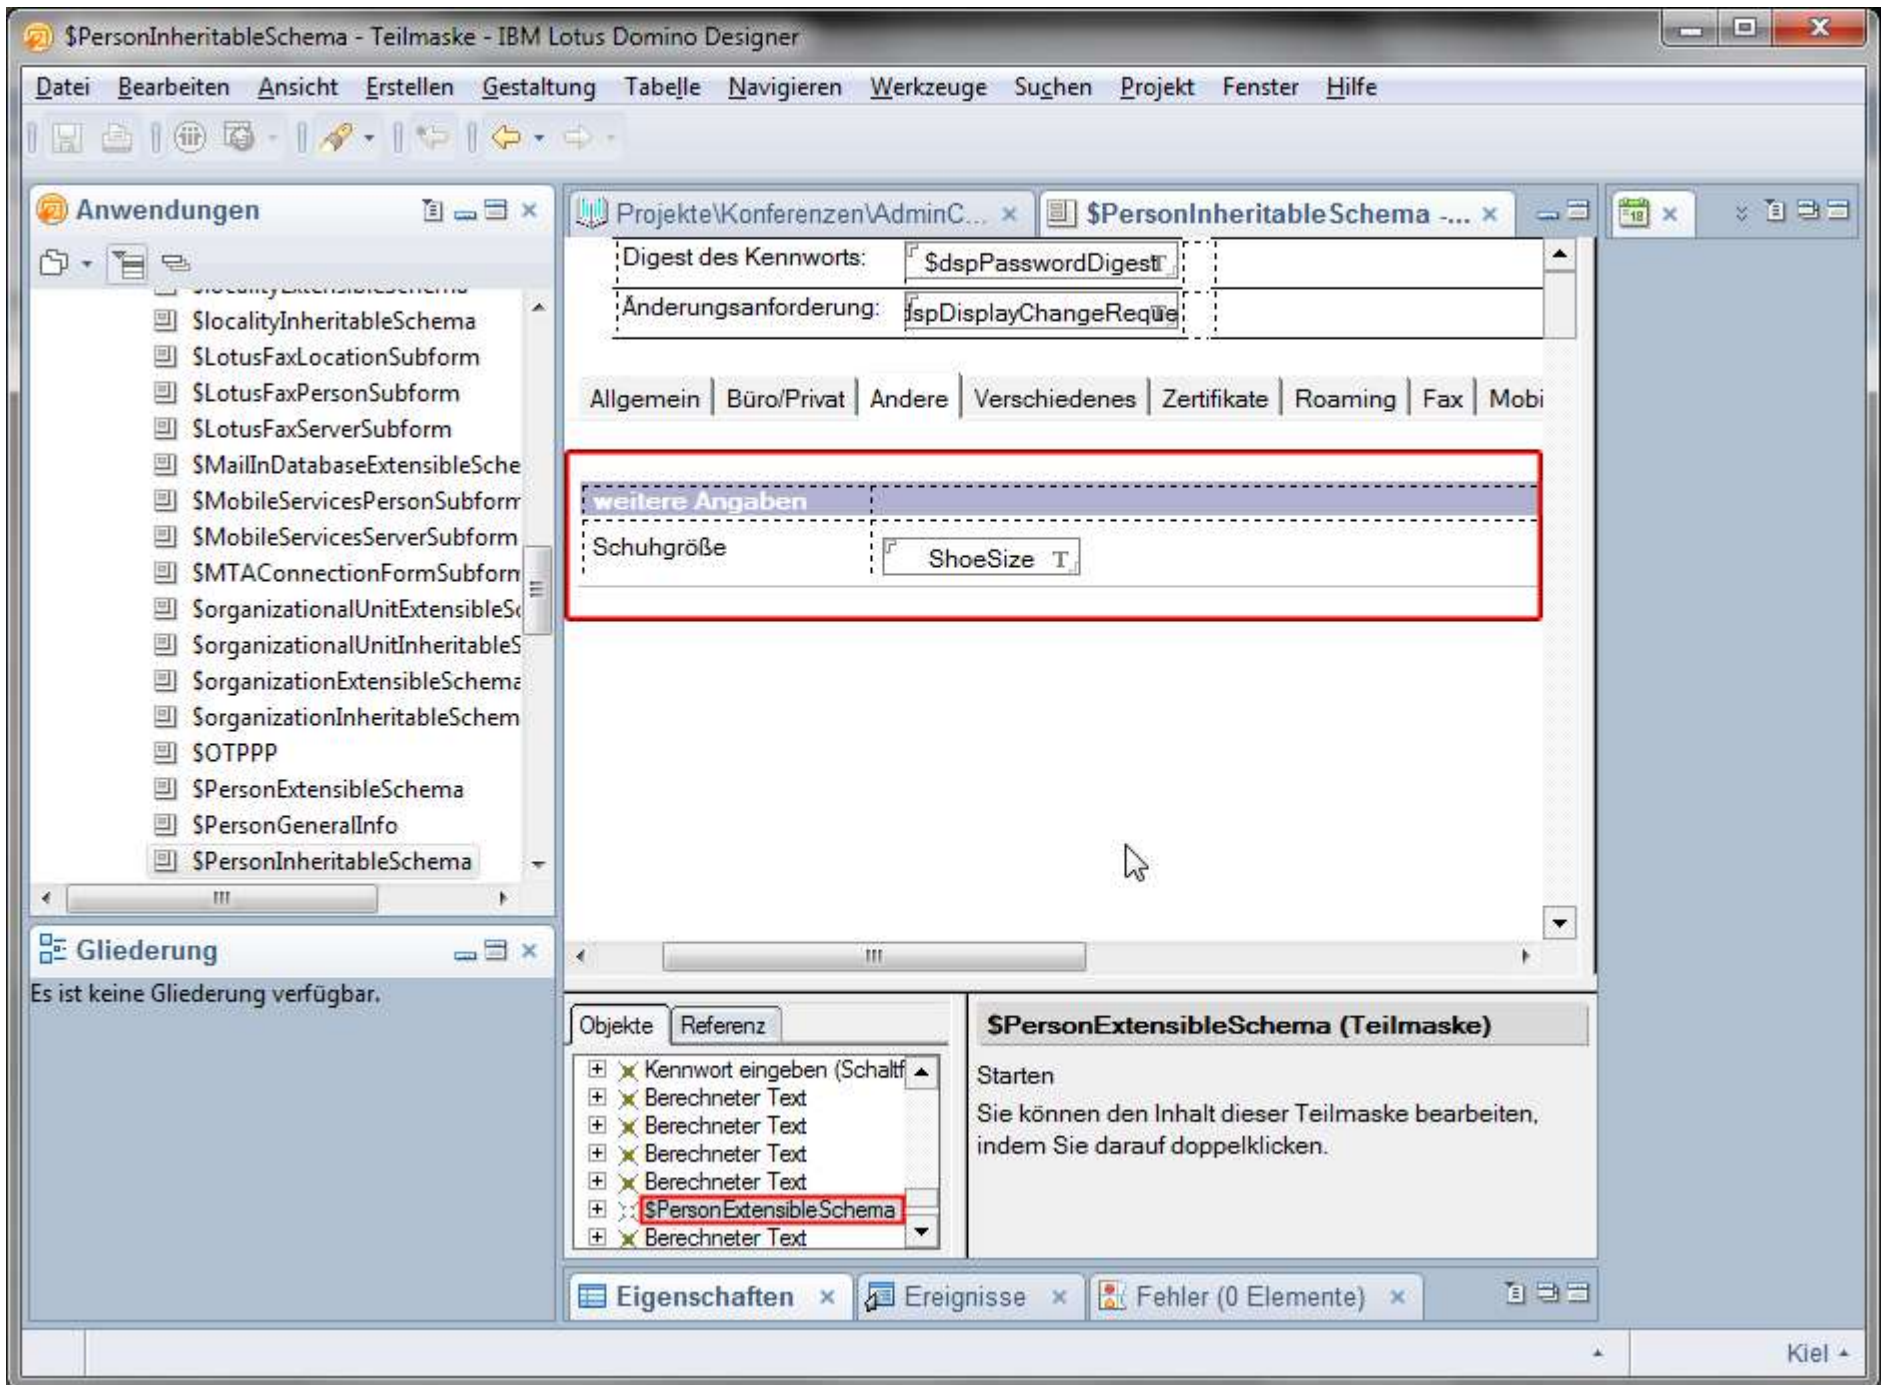 $PersonInheritableSchema - Teilmaske - IBM Lotus Domino Designer
Datei Bearbeiten Ansicht Erstellen Gestaltung Tabelle Navigieren Werkzeuge Suchen Projekt Fenster Hilfe
Anwendungen
$localityExtensibleSchema
$localityInheritableSchema
$LotusFaxLocationSubform
$LotusFaxPersonSubform
$LotusFaxServerSubform
$MailInDatabaseExtensibleSche
$MobileServicesPersonSubform
$MobileServicesServerSubform
$MTAConnectionFormSubform
$organizationalUnitExtensibleSc
$organizationalUnitInheritableS
$organizationExtensibleSchema
$organizationInheritableSchem
$OTPPP
$PersonExtensibleSchema
$PersonGeneralInfo
$PersonInheritableSchema
Gliederung
Es ist keine Gliederung verfügbar.
Projekte\Konferenzen\AdminC... $PersonInheritableSchema -...
Digest des Kennworts: $dspPasswordDigest T
Änderungsanforderung: dspDisplayChangeReque
Allgemein Büro/Privat Andere Verschiedenes Zertifikate Roaming Fax Mobi
weitere Angaben
Schuhgröße ShoeSize T
Objekte Referenz
Kennwort eingeben (Schaltf
Berechneter Text
Berechneter Text
Berechneter Text
Berechneter Text
$PersonExtensibleSchema
Berechneter Text
$PersonExtensibleSchema (Teilmaske)
Starten
Sie können den Inhalt dieser Teilmaske bearbeiten,
indem Sie darauf doppelklicken.
Eigenschaften Ereignisse Fehler (0 Elemente)
18
Kiel